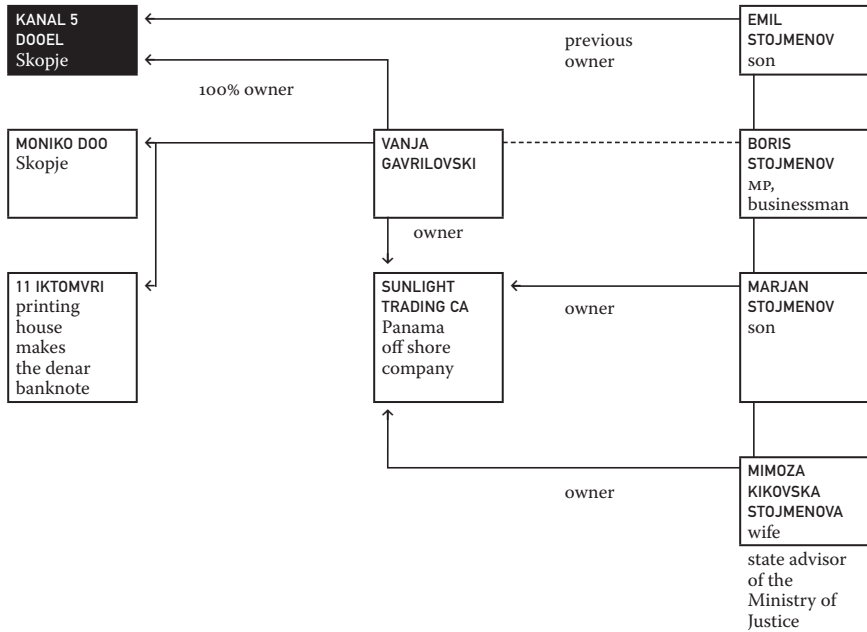 KANAL 5
DOOEL
Skopje
previous
owner
EMIL
STOJMENOV
son
100% owner
MONIKO DOO
Skopje
VANJA
GAVRILOVSKI
BORIS
STOJMENOV
MP,
businessman
owner
11 IKTOMVRI
printing
house
makes
the denar
banknote
SUNLIGHT
TRADING CA
Panama
off shore
company
owner
MARJAN
STOJMENOV
son
owner
MIMOZA
KIKOVSKA
STOJMENOVA
wife
state advisor
of the
Ministry of
Justice